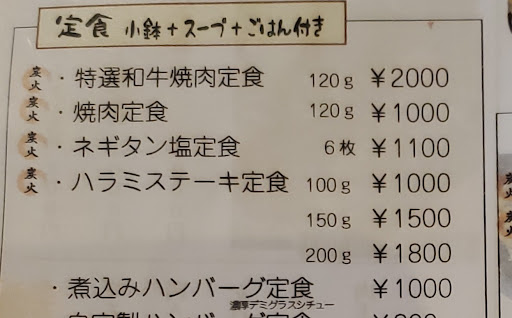 定食 小鉢+スープ+ごはん付き
炭火 ・特選和牛焼肉定食 120g ¥2000
炭火 ・焼肉定食 120g ¥1000
炭火 ・ネギタン塩定食 6枚 ¥1100
炭火 ・ハラミステーキ定食 100g ¥1000
150g ¥1500
200g ¥1800
・煮込みハンバーグ定食 ¥1000
濃厚デミグラスシチュー